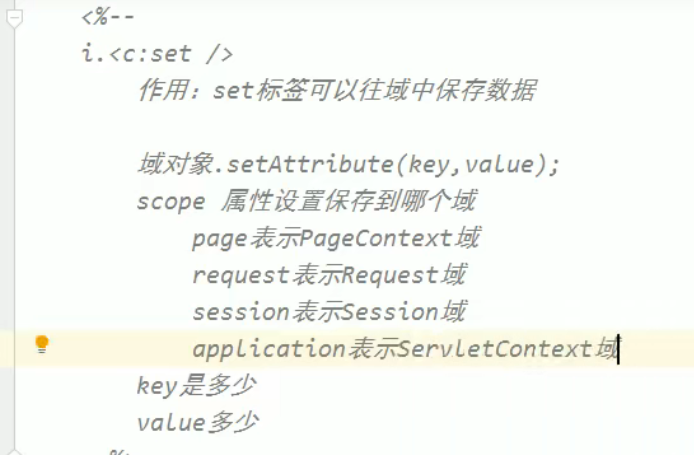 <%--
i.<c:set />
作用：set标签可以往域中保存数据
域对象.setAttribute(key,value);
scope 属性设置保存到哪个域
page表示PageContext域
request表示Request域
session表示Session域
application表示ServletContext域
key是多少
value多少